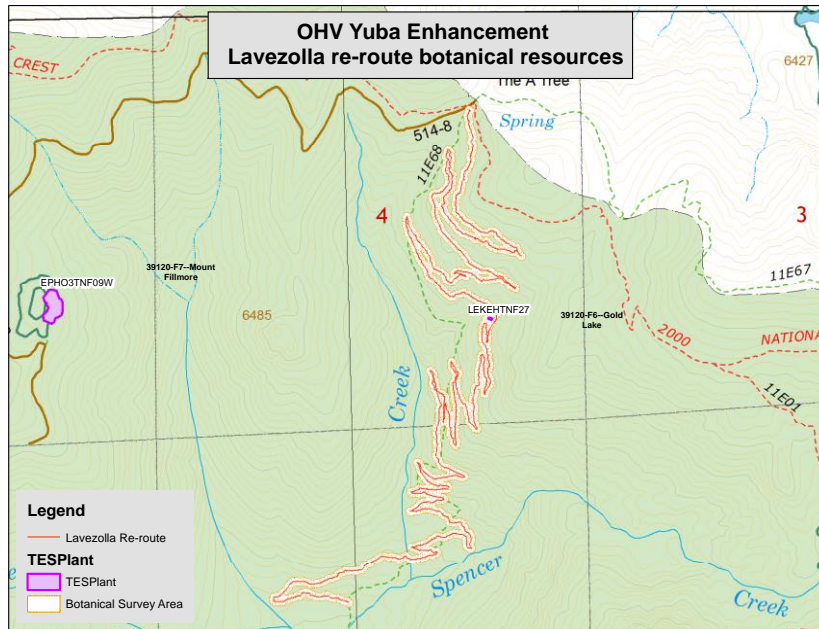 OHV Yuba Enhancement
Lavezolla re-route botanical resources
CREST
The A Tree
6427
Spring
514-8
11E68
4
3
39120-F7--Mount
Fillmore
11E67
EPHO3TNF09W
LEKEHTNF27
6485
39120-F6--Gold
Lake
2000
NATIONA
Creek
11E01
Legend
Lavezolla Re-route
TESPlant
TESPlant
Botanical Survey Area
Spencer
Creek